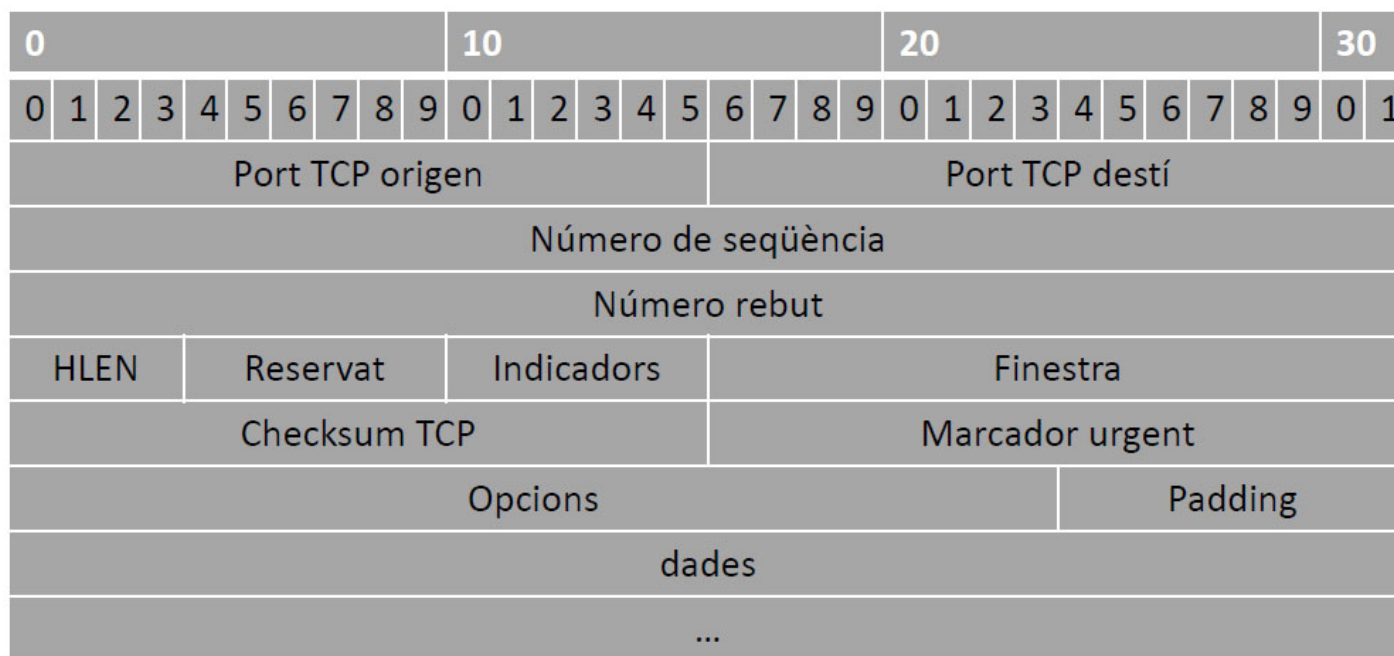 0 10 20 30
0 1 2 3 4 5 6 7 8 9 0 1 2 3 4 5 6 7 8 9 0 1 2 3 4 5 6 7 8 9 0 1
Port TCP origen Port TCP destí
Número de seqüència
Número rebut
HLEN Reservat Indicadors Finestra
Checksum TCP Marcador urgent
Opcions Padding
dades
...